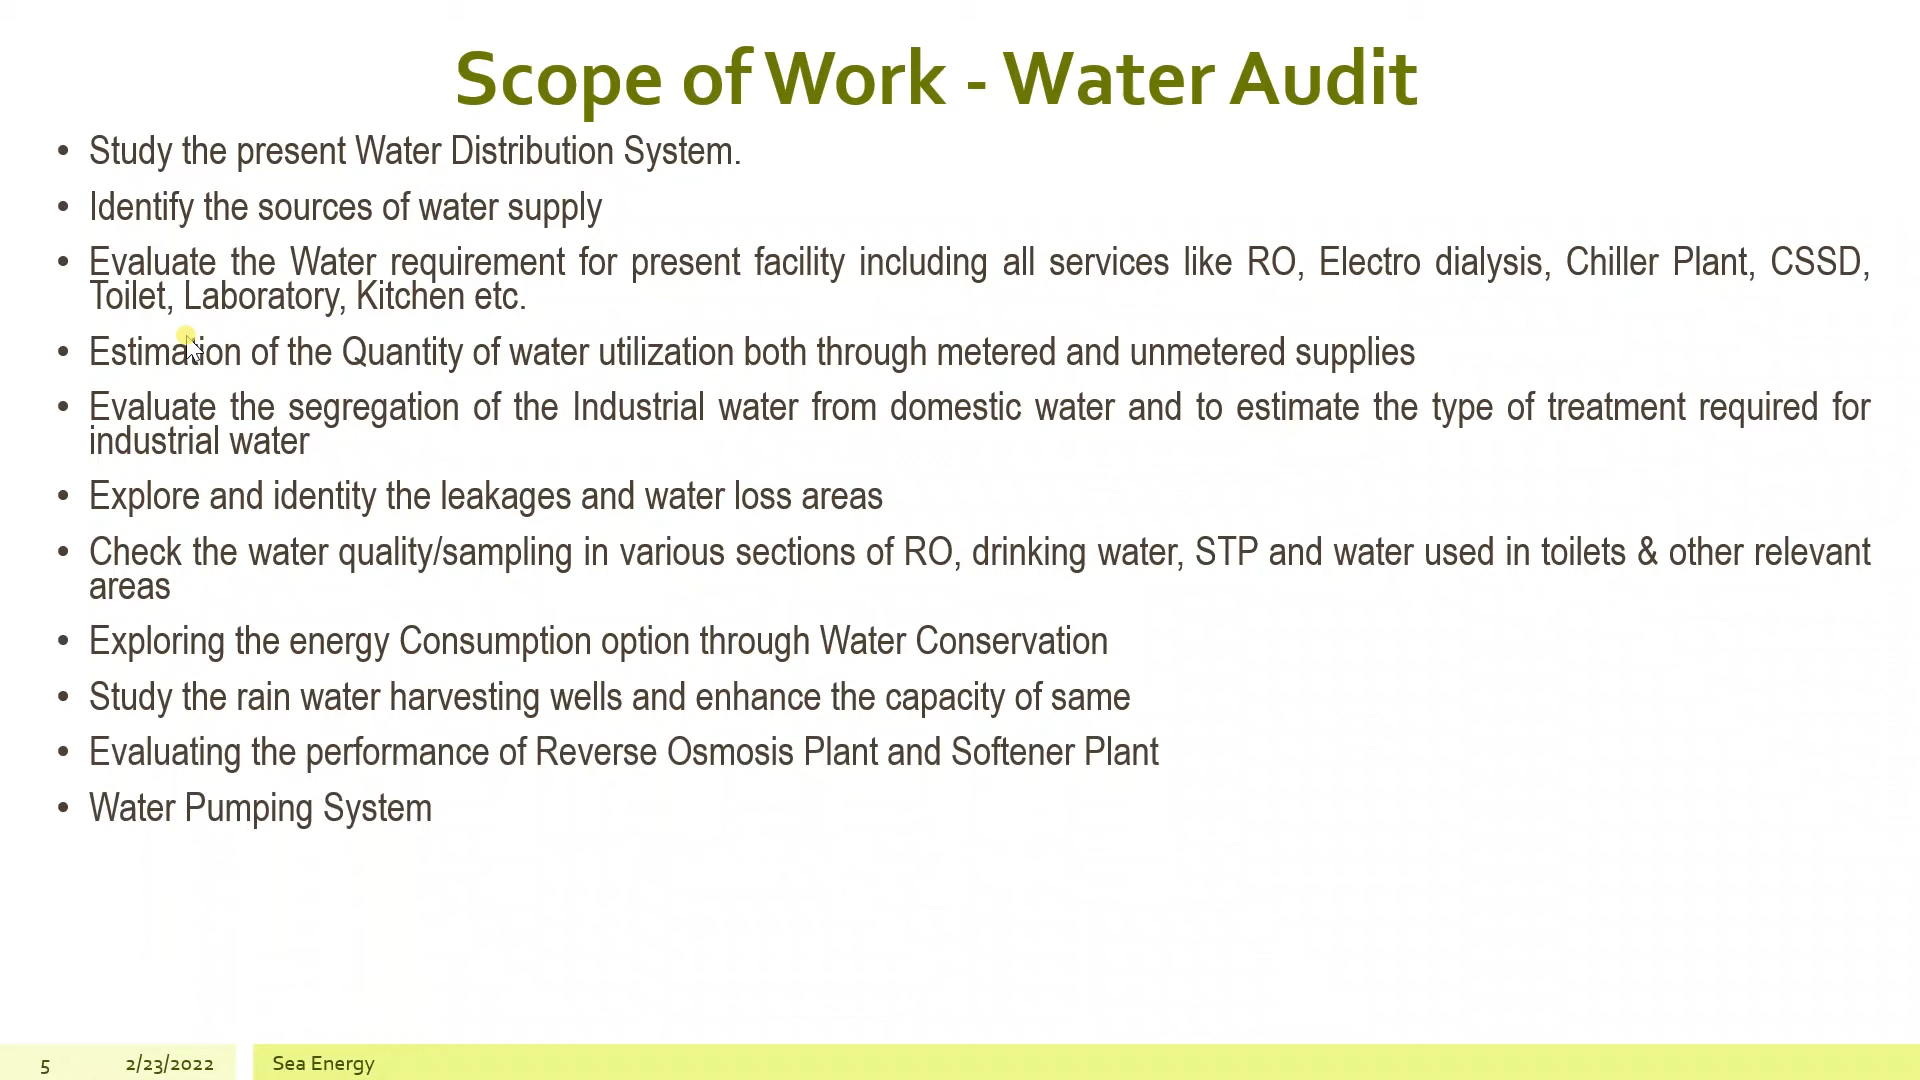 Scope of Work - Water Audit
• Study the present Water Distribution System.
• Identify the sources of water supply
• Evaluate the Water requirement for present facility including all services like RO, Electro dialysis, Chiller Plant, CSSD,
Toilet, Laboratory, Kitchen etc.
• Estimation of the Quantity of water utilization both through metered and unmetered supplies
• Evaluate the segregation of the Industrial water from domestic water and to estimate the type of treatment required for
industrial water
• Explore and identity the leakages and water loss areas
• Check the water quality/sampling in various sections of RO, drinking water, STP and water used in toilets & other relevant
areas
• Exploring the energy Consumption option through Water Conservation
• Study the rain water harvesting wells and enhance the capacity of same
• Evaluating the performance of Reverse Osmosis Plant and Softener Plant
• Water Pumping System
5 2/23/2022 Sea Energy